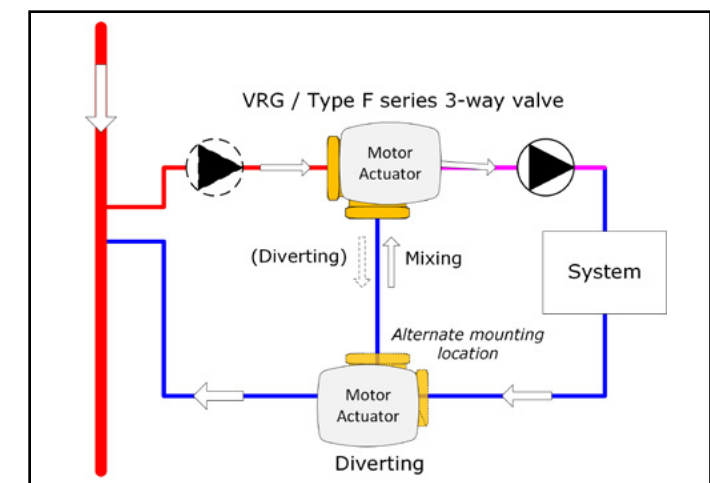 VRG / Type F series 3-way valve
Motor
Actuator
(Diverting)
Mixing
System
Alternate mounting
location
Motor
Actuator
Diverting